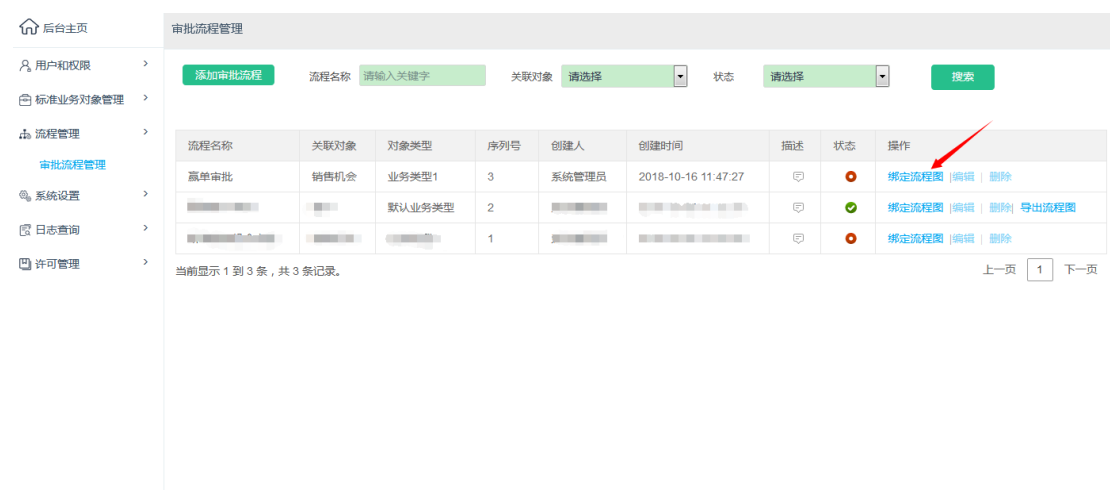 后台主页
审批流程管理
用户和权限
标准业务对象管理
流程管理
审批流程管理
系统设置
日志查询
许可管理
添加审批流程 流程名称 请输入关键字 关联对象 请选择 状态 请选择 搜索
流程名称 关联对象 对象类型 序列号 创建人 创建时间 描述 状态 操作
赢单审批 销售机会 业务类型1 3 系统管理员 2018-10-16 11:47:27 绑定流程图 |编辑 | 删除
默认业务类型 2 绑定流程图 |编辑 | 删除| 导出流程图
1 绑定流程图 |编辑 | 删除
当前显示 1 到 3 条，共 3 条记录。 上一页 1 下一页